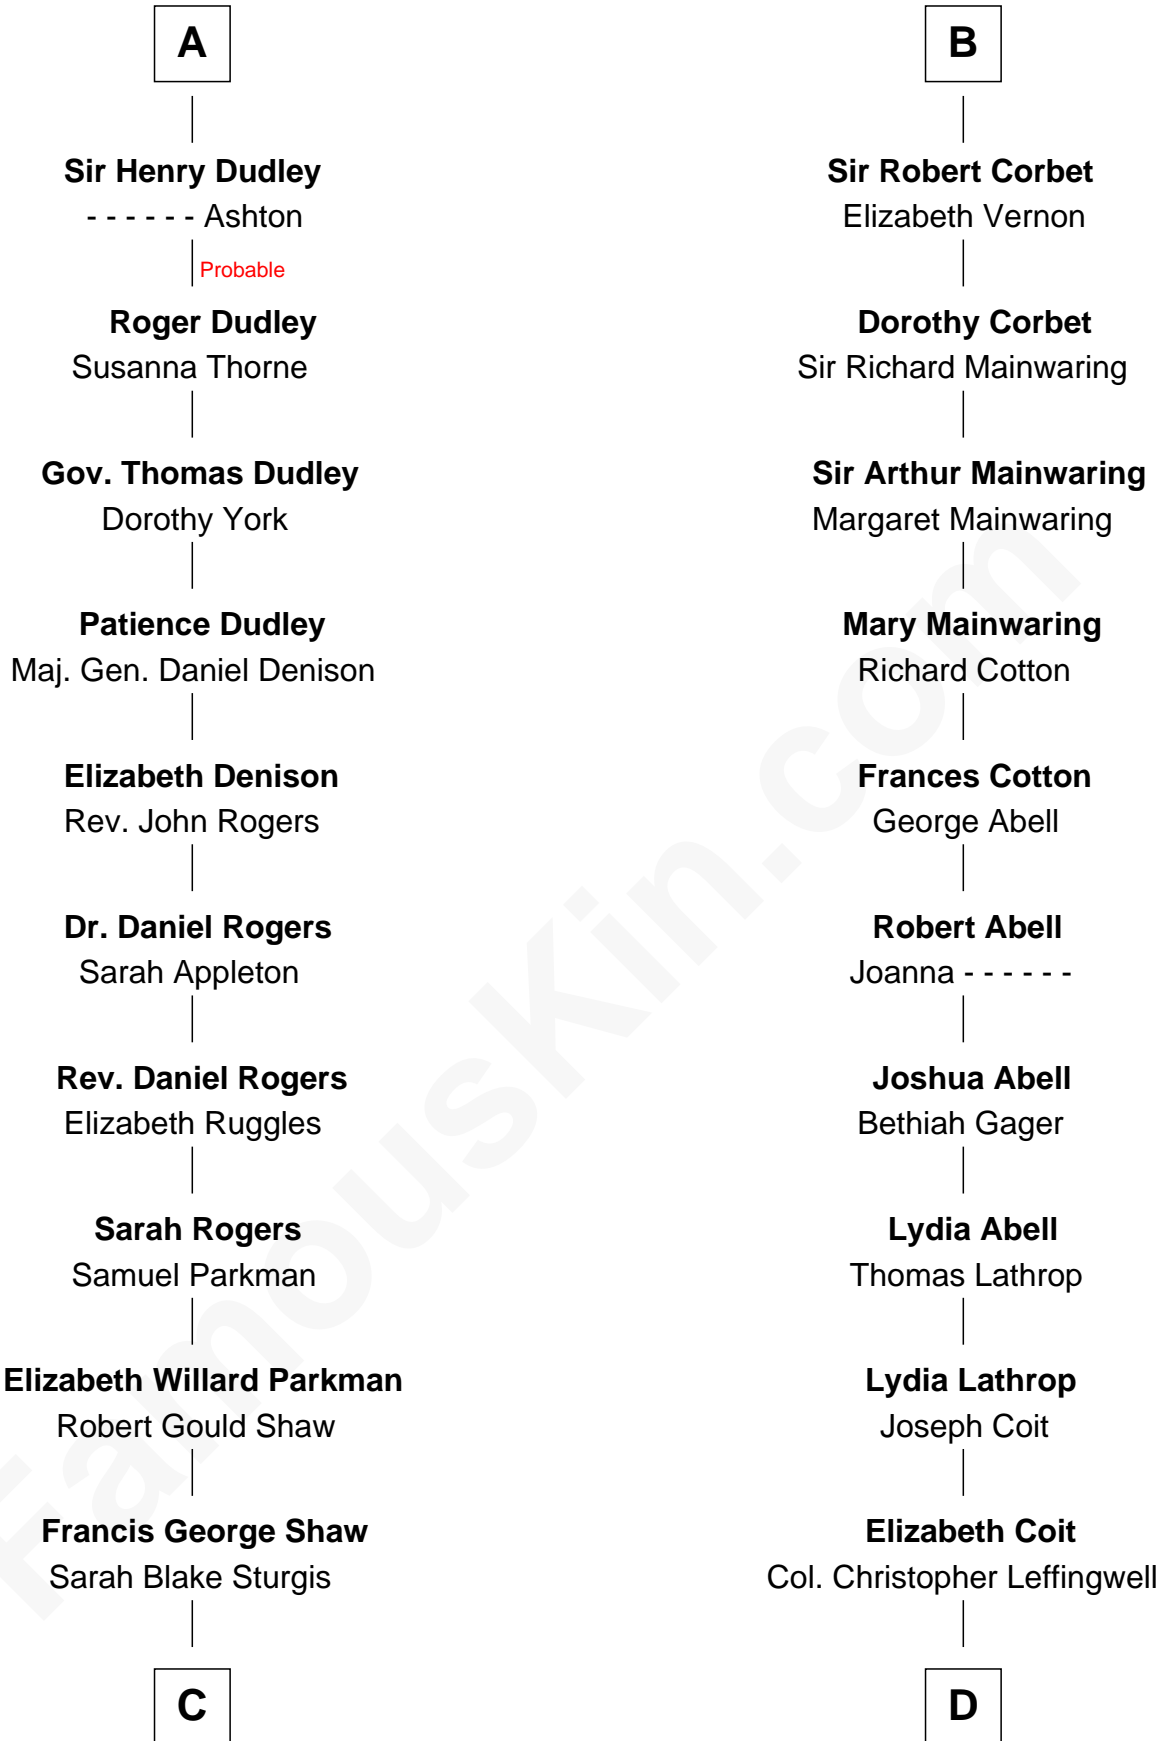 A
Sir Henry Dudley
- - - - - - Ashton
Probable
Roger Dudley
Susanna Thorne
Gov. Thomas Dudley
Dorothy York
Patience Dudley
Maj. Gen. Daniel Denison
Elizabeth Denison
Rev. John Rogers
Dr. Daniel Rogers
Sarah Appleton
Rev. Daniel Rogers
Elizabeth Ruggles
Sarah Rogers
Samuel Parkman
Elizabeth Willard Parkman
Robert Gould Shaw
Francis George Shaw
Sarah Blake Sturgis
C
B
Sir Robert Corbet
Elizabeth Vernon
Dorothy Corbet
Sir Richard Mainwaring
Sir Arthur Mainwaring
Margaret Mainwaring
Mary Mainwaring
Richard Cotton
Frances Cotton
George Abell
Robert Abell
Joanna - - - - - -
Joshua Abell
Bethiah Gager
Lydia Abell
Thomas Lathrop
Lydia Lathrop
Joseph Coit
Elizabeth Coit
Col. Christopher Leffingwell
D
FamousKin.com